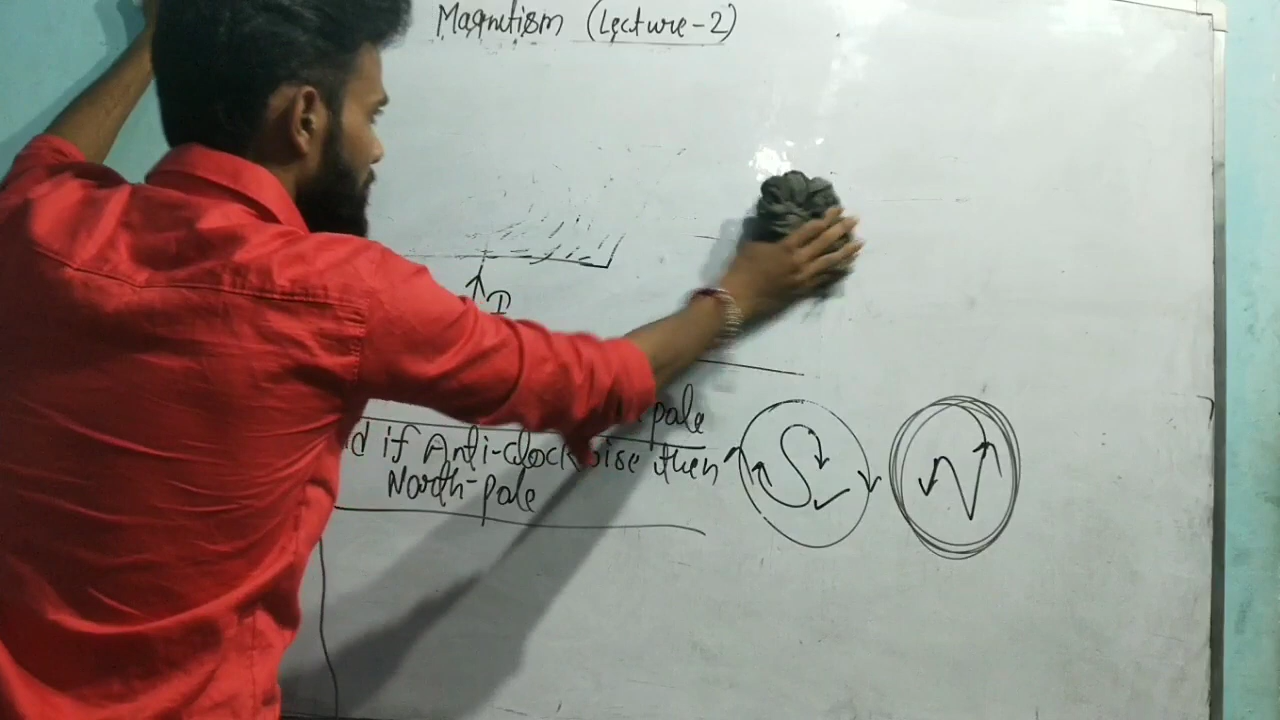 Magnetism (Lecture-2)
I
pole
if Anti-clockwise then
North-pole
S
N